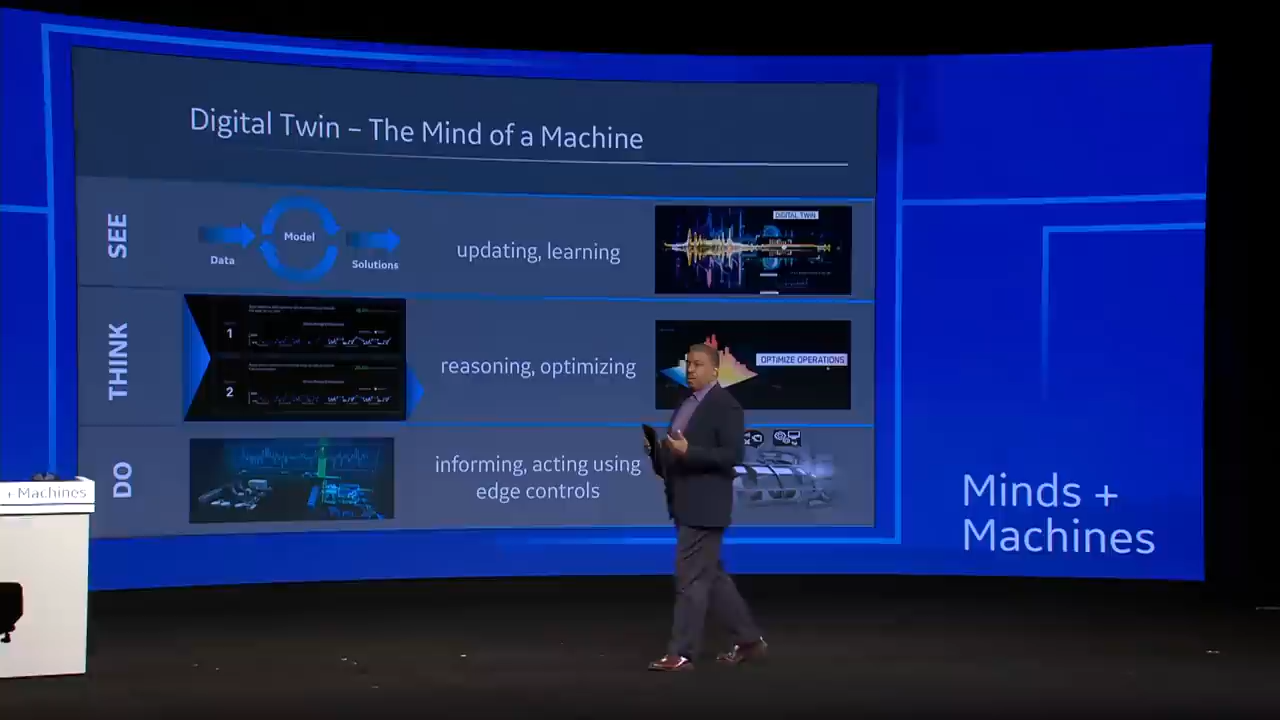 Digital Twin – The Mind of a Machine
SEE
Data
Model
Solutions
updating, learning
DIGITAL TWIN
THINK
1
2
reasoning, optimizing
OPTIMIZE OPERATIONS
DO
informing, acting using
edge controls
+ Machines
Minds +
Machines